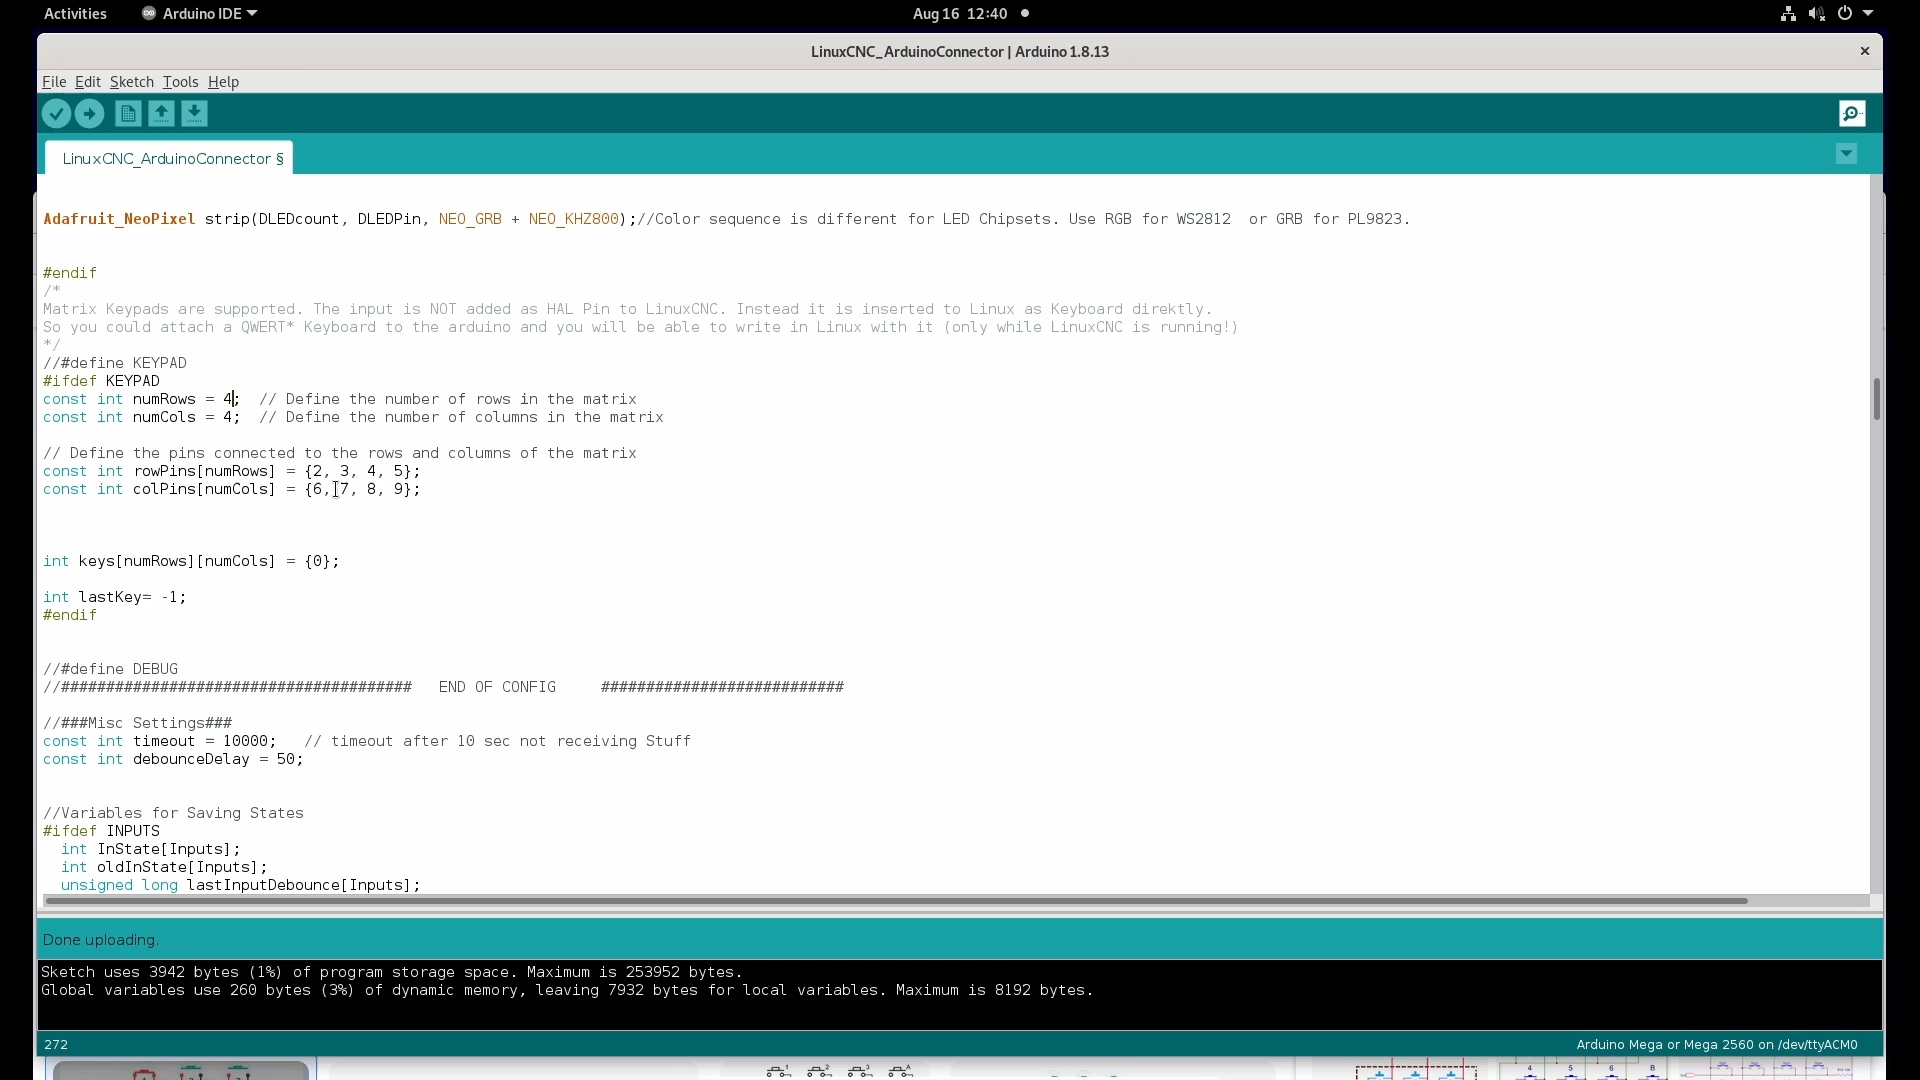 Activities Arduino IDE Aug 16 12:40
LinuxCNC_ArduinoConnector | Arduino 1.8.13
File Edit Sketch Tools Help
LinuxCNC_ArduinoConnector §
Adafruit_NeoPixel strip(DLEDcount, DLEDPin, NEO_GRB + NEO_KHZ800);//Color sequence is different for LED Chipsets. Use RGB for WS2812  or GRB for PL9823.
#endif
/*
Matrix Keypads are supported. The input is NOT added as HAL Pin to LinuxCNC. Instead it is inserted to Linux as Keyboard direktly.
So you could attach a QWERT* Keyboard to the arduino and you will be able to write in Linux with it (only while LinuxCNC is running!)
*/
//#define KEYPAD
#ifdef KEYPAD
const int numRows = 4;  // Define the number of rows in the matrix
const int numCols = 4;  // Define the number of columns in the matrix
// Define the pins connected to the rows and columns of the matrix
const int rowPins[numRows] = {2, 3, 4, 5};
const int colPins[numCols] = {6, 7, 8, 9};
int keys[numRows][numCols] = {0};
int lastKey= -1;
#endif
//#define DEBUG
//#######################################   END OF CONFIG     ###########################
//###Misc Settings###
const int timeout = 10000;   // timeout after 10 sec not receiving Stuff
const int debounceDelay = 50;
//Variables for Saving States
#ifdef INPUTS
  int InState[Inputs];
  int oldInState[Inputs];
  unsigned long lastInputDebounce[Inputs];
Done uploading.
Sketch uses 3942 bytes (1%) of program storage space. Maximum is 253952 bytes.
Global variables use 260 bytes (3%) of dynamic memory, leaving 7932 bytes for local variables. Maximum is 8192 bytes.
272 Arduino Mega or Mega 2560 on /dev/ttyACM0